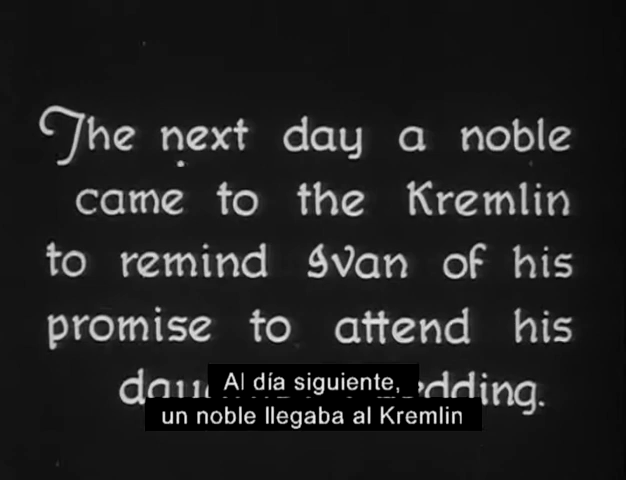 The next day a noble
came to the Kremlin
to remind Ivan of his
promise to attend his
Al día siguiente,
un noble llegaba al Kremlin